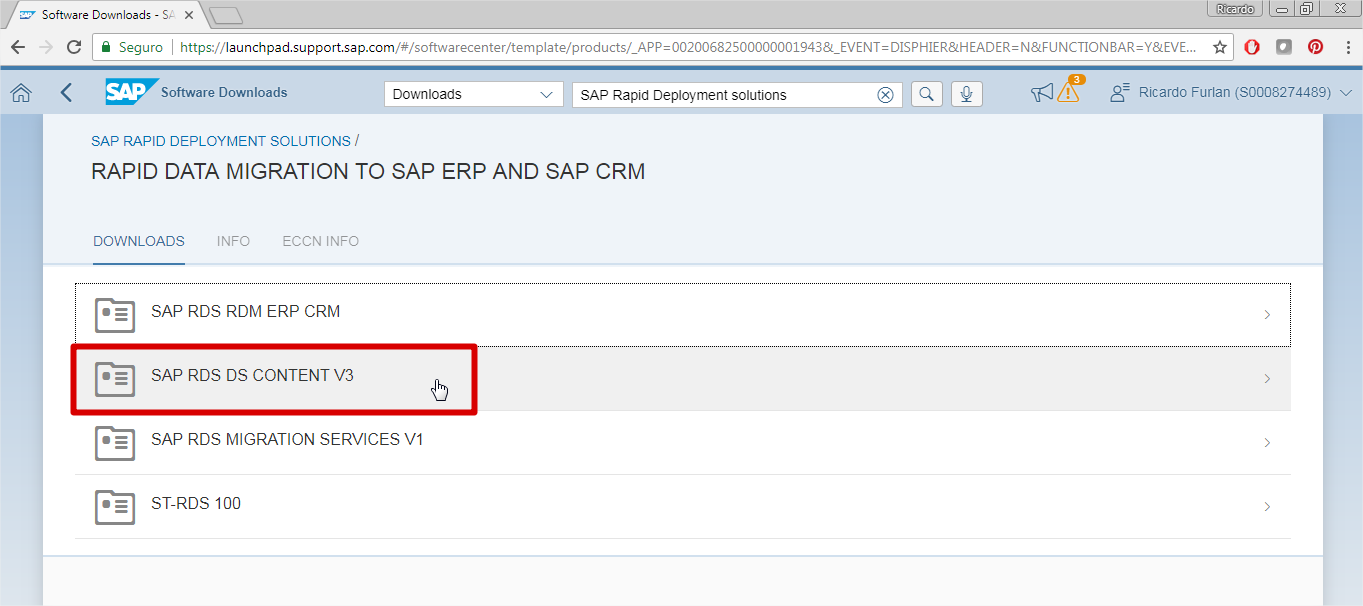 Software Downloads - SA
Ricardo
Seguro
https://launchpad.support.sap.com/#/softwarecenter/template/products/_APP=00200682500000001943&_EVENT=DISPHIER&HEADER=N&FUNCTIONBAR=Y&EVE...
SAP Software Downloads
Downloads
SAP Rapid Deployment solutions
3
Ricardo Furlan (S0008274489)
SAP RAPID DEPLOYMENT SOLUTIONS /
RAPID DATA MIGRATION TO SAP ERP AND SAP CRM
DOWNLOADS INFO ECCN INFO
SAP RDS RDM ERP CRM
SAP RDS DS CONTENT V3
SAP RDS MIGRATION SERVICES V1
ST-RDS 100